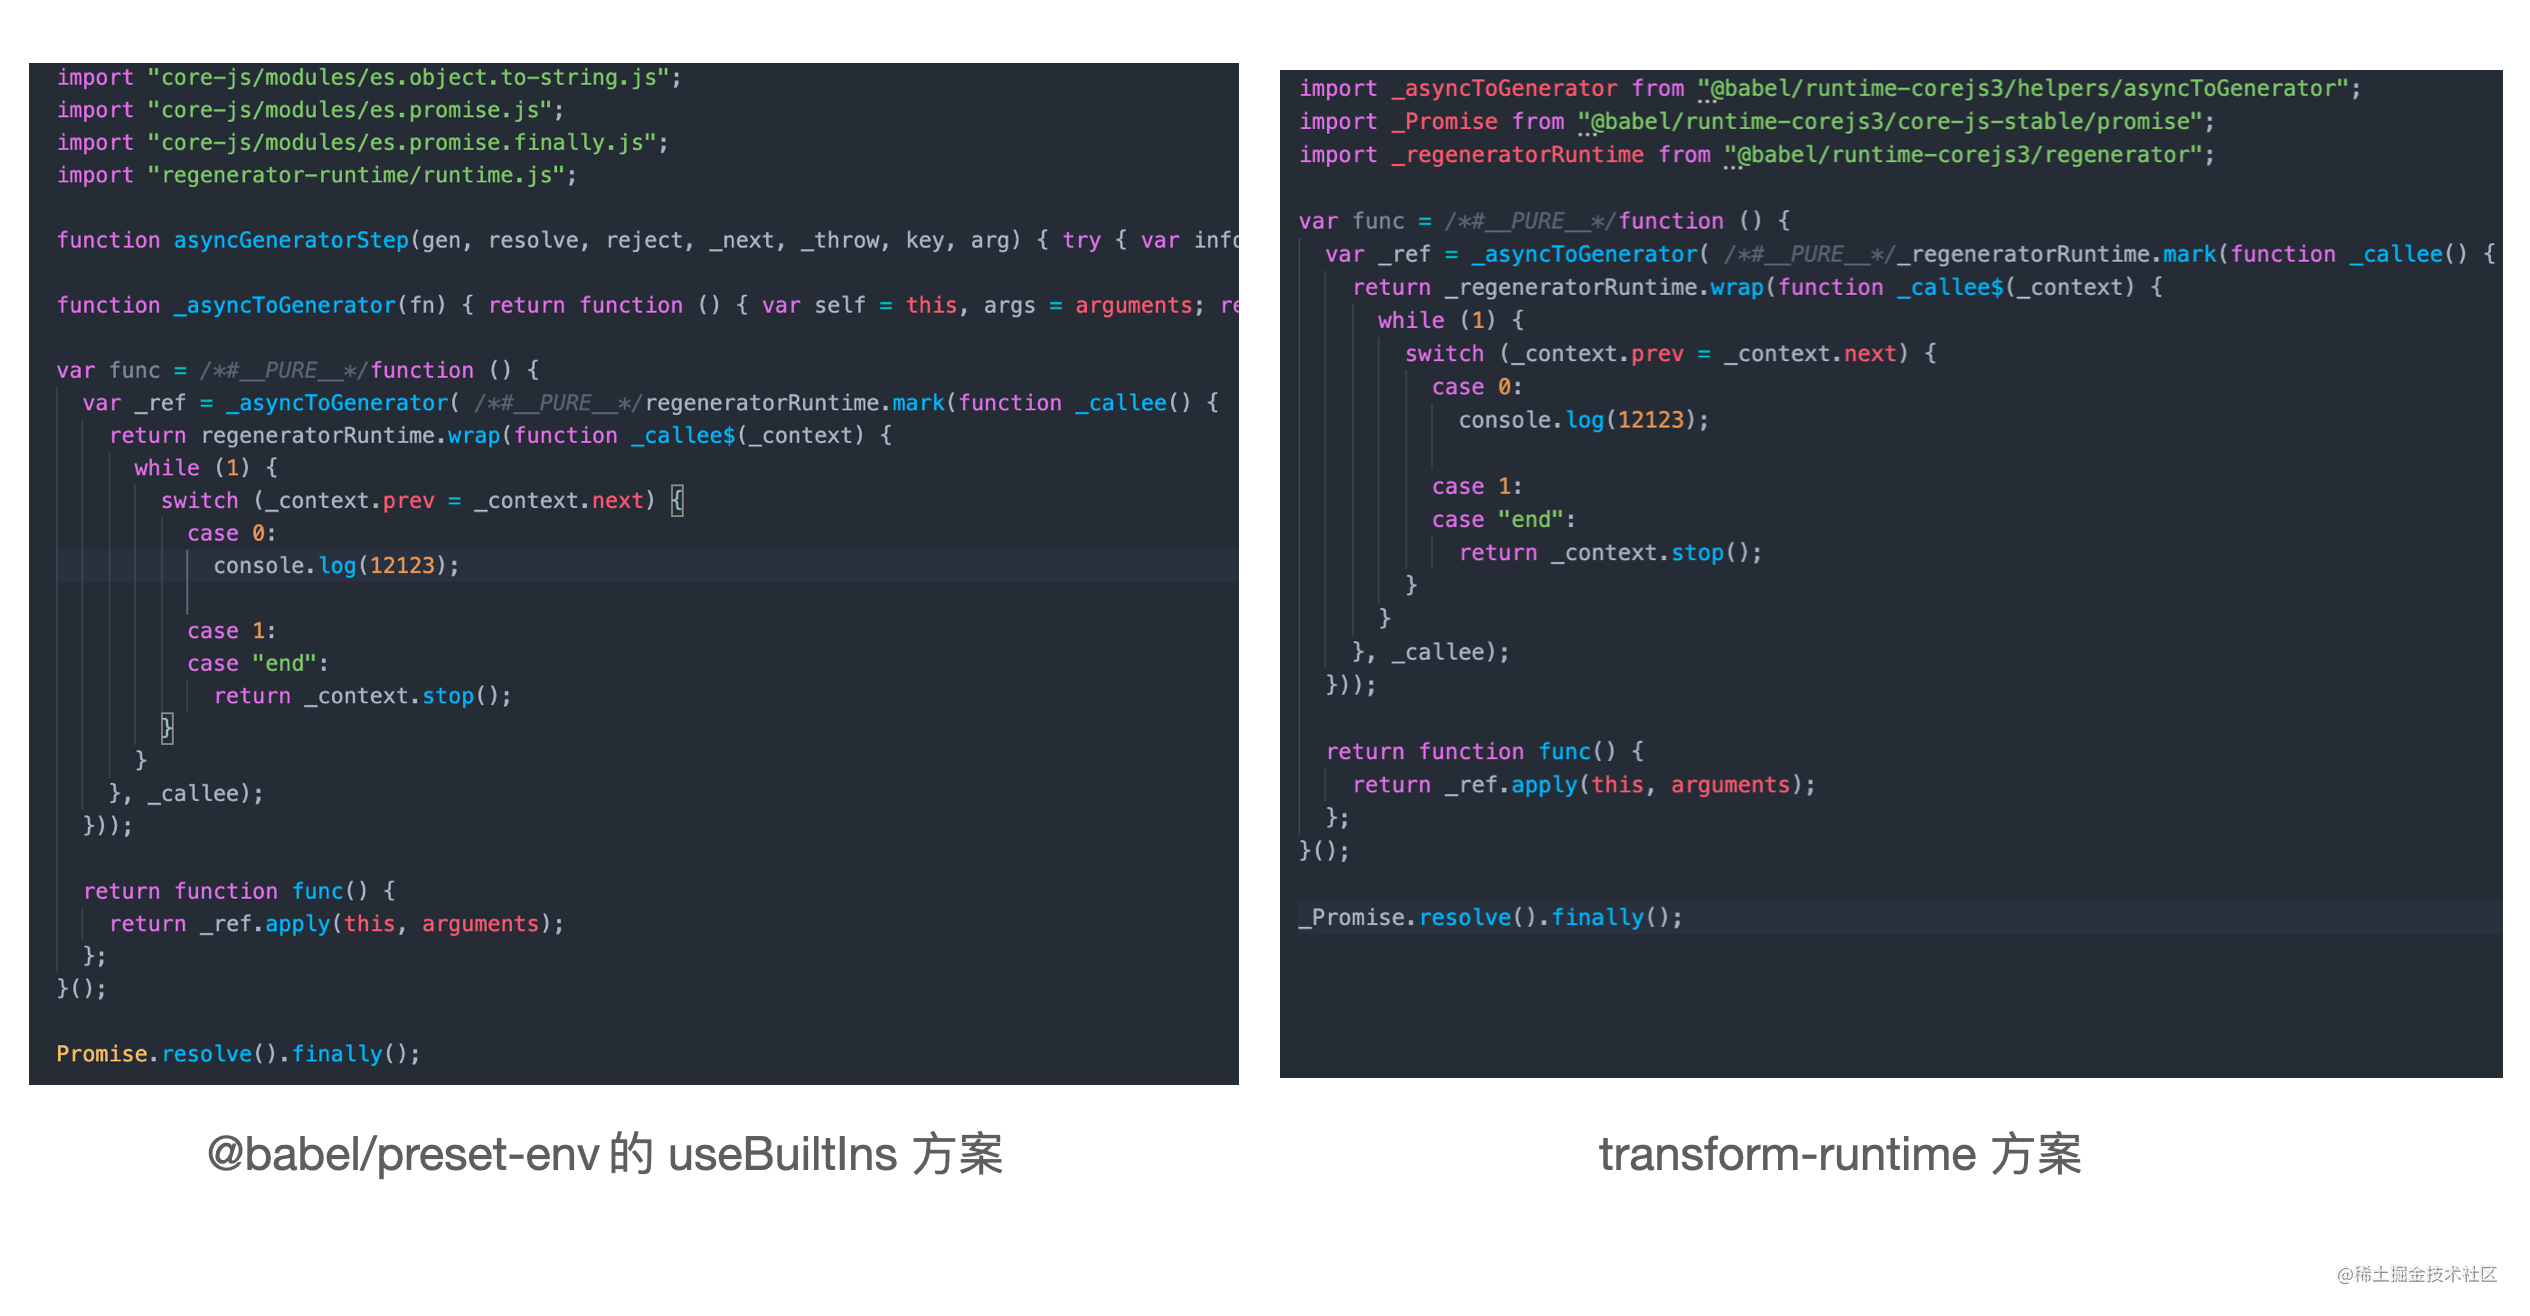 import "core-js/modules/es.object.to-string.js";
import "core-js/modules/es.promise.js";
import "core-js/modules/es.promise.finally.js";
import "regenerator-runtime/runtime.js";
function asyncGeneratorStep(gen, resolve, reject, _next, _throw, key, arg) { try { var info
function _asyncToGenerator(fn) { return function () { var self = this, args = arguments; re
var func = /*#__PURE__*/function () {
var _ref = _asyncToGenerator( /*#__PURE__*/regeneratorRuntime.mark(function _callee() {
return regeneratorRuntime.wrap(function _callee$(_context) {
while (1) {
switch (_context.prev = _context.next) {
case 0:
console.log(12123);
case 1:
case "end":
return _context.stop();
}
}
}, _callee);
}));
return function func() {
return _ref.apply(this, arguments);
};
}();
Promise.resolve().finally();
@babel/preset-env 的 useBuiltIns 方案
import _asyncToGenerator from "@babel/runtime-corejs3/helpers/asyncToGenerator";
import _Promise from "@babel/runtime-corejs3/core-js-stable/promise";
import _regeneratorRuntime from "@babel/runtime-corejs3/regenerator";
var func = /*#__PURE__*/function () {
var _ref = _asyncToGenerator( /*#__PURE__*/_regeneratorRuntime.mark(function _callee() {
return _regeneratorRuntime.wrap(function _callee$(_context) {
while (1) {
switch (_context.prev = _context.next) {
case 0:
console.log(12123);
case 1:
case "end":
return _context.stop();
}
}
}, _callee);
}));
return function func() {
return _ref.apply(this, arguments);
};
}();
_Promise.resolve().finally();
transform-runtime 方案
@稀土掘金技术社区